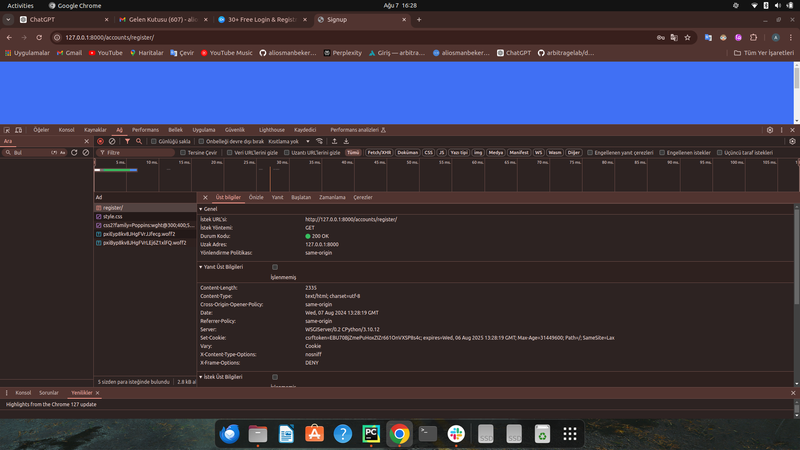 Activities Google Chrome Ağu 7 16:28
ChatGPT Gelen Kutusu (607) - alios 30+ Free Login & Registr Signup
127.0.0.1:8000/accounts/register/
Uygulamalar Gmail YouTube Haritalar Çevir YouTube Music Kurdaki Perplexity Giriş — arbitra... aliosmanbeker... ChatGPT arbitragelab/d... Tüm Yer İşaretleri
Öğeler Konsol Kaynaklar Ağ Performans Bellek Uygulama Güvenlik Lighthouse Kaydedici Performans analizleri
Ara Günlüğü sakla Önbelleği devre dışı bırak Kısıtlama yok
Bul Aa .* Filtre Tersine Çevir Veri URL'lerini gizle Uzantı URL'lerini gizle Tümü Fetch/XHR Doküman CSS JS Yazı tipi img Medya Manifest WS Wasm Diğer Engellenen yanıt çerezleri Engellenen istekler Üçüncü taraf istekleri
5 ms 10 ms 15 ms 20 ms 25 ms 30 ms 35 ms 40 ms 45 ms 50 ms 55 ms 60 ms 65 ms 70 ms 75 ms 80 ms 85 ms 90 ms 95 ms 100 ms
Ad Üst bilgiler Önizle Yanıt Başlatan Zamanlama Çerezler
register/
style.css
css2?family=Poppins:wght@300;400;5...
pxiEyp8kv8JHgFVrJJfecg.woff2
pxiByp8kv8JHgFVrLEj6Z1xlFQ.woff2
Genel
İstek URL'si: http://127.0.0.1:8000/accounts/register/
İstek Yöntemi: GET
Durum Kodu: 200 OK
Uzak Adres: 127.0.0.1:8000
Yönlendirme Politikası: same-origin
Yanıt Üst Bilgileri
İşlenmemiş
Content-Length: 2335
Content-Type: text/html; charset=utf-8
Cross-Origin-Opener-Policy: same-origin
Date: Wed, 07 Aug 2024 13:28:19 GMT
Referrer-Policy: same-origin
Server: WSGIServer/0.2 CPython/3.10.12
Set-Cookie: csrftoken=EBU70BjZmePuHoxZIZr661OnVXSP8s4c; expires=Wed, 06 Aug 2025 13:28:19 GMT; Max-Age=31449600; Path=/; SameSite=Lax
Vary: Cookie
X-Content-Type-Options: nosniff
X-Frame-Options: DENY
İstek Üst Bilgileri
İşlenmemiş
5 sizden para isteğinde bulundu 2.8 kB ak
Konsol Sorunlar Yenilikler
Highlights from the Chrome 127 update